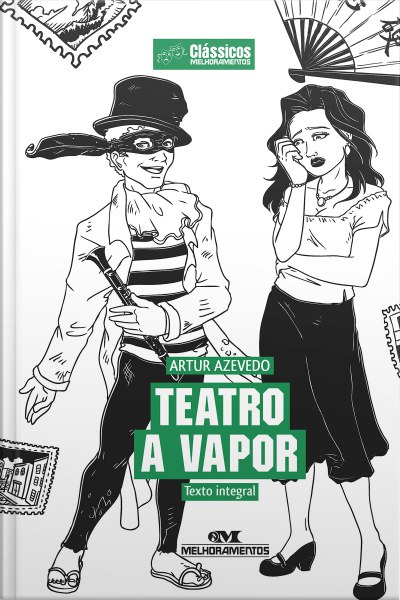 Clássicos
MELHORAMENTOS
ARTUR AZEVEDO
TEATRO
A VAPOR
Texto integral
MELHORAMENTOS